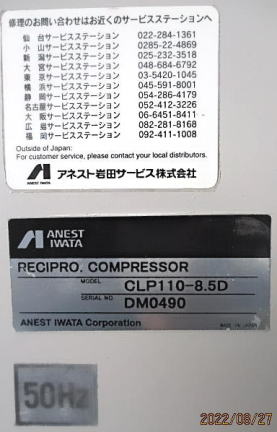 修理のお問い合わせはお近くのサービスステーションへ
仙台サービスステーション 022-284-1361
小山サービスステーション 0285-22-4869
新潟サービスステーション 025-232-3518
大宮サービスステーション 048-684-6792
東京サービスステーション 03-5420-1045
横浜サービスステーション 045-591-8001
静岡サービスステーション 054-286-4179
名古屋サービスステーション 052-412-3226
大阪サービスステーション 06-6451-8411
広島サービスステーション 082-281-8168
福岡サービスステーション 092-411-1008
Outside of Japan:
For customer service, please contact your local distributors.
ANEST IWATA アネスト岩田サービス株式会社
ANEST
IWATA
RECIPRO. COMPRESSOR
MODEL CLP110-8.5D
SERIAL NO DM0490
ANEST IWATA Corporation MADE IN JAPAN
50Hz
2022/08/27